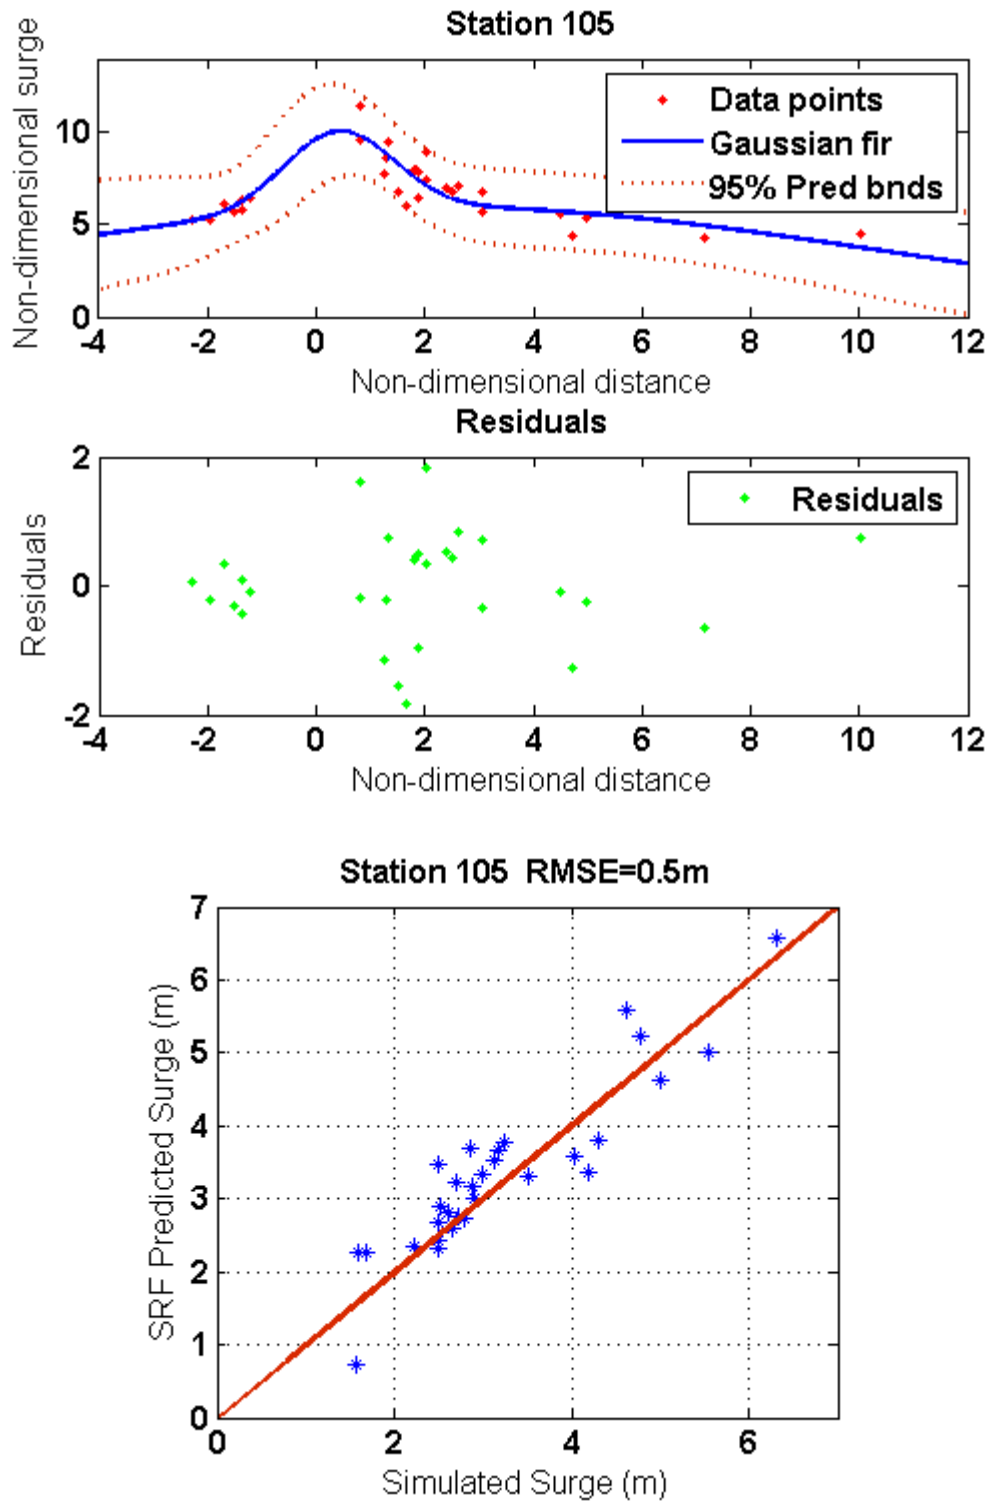 Station 105
Non-dimensional surge
10
5
0
Data points
Gaussian fir
95% Pred bnds
-4 -2 0 2 4 6 8 10 12
Non-dimensional distance
Residuals
Residuals
2
0
-2
Residuals
-4 -2 0 2 4 6 8 10 12
Non-dimensional distance
Station 105 RMSE=0.5m
SRF Predicted Surge (m)
7
6
5
4
3
2
1
0
0 2 4 6
Simulated Surge (m)